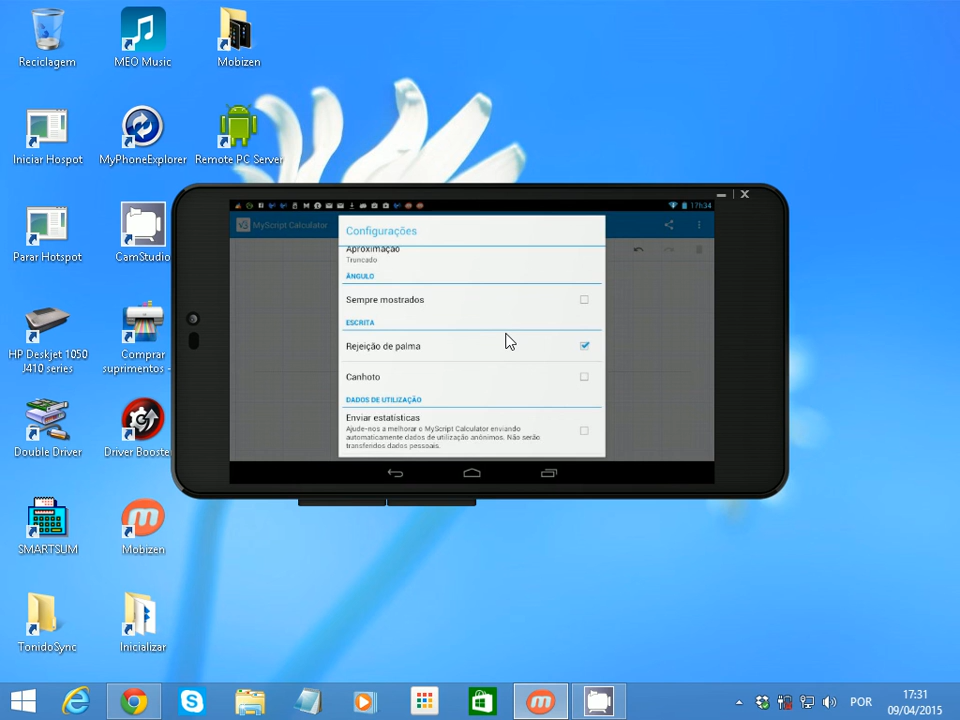 Reciclagem
MEO Music
Mobizen
Iniciar Hospot
MyPhoneExplorer
Remote PC Server
Parar Hotspot
CamStudio
HP Deskjet 1050
J410 series
Comprar
suprimentos -
Double Driver
Driver Booste
SMARTSUM
Mobizen
TonidoSync
Inicializar
17h34
MyScript Calculator
Configurações
Aproximação
Truncado
ÂNGULO
Sempre mostrados
ESCRITA
Rejeição de palma
Canhoto
DADOS DE UTILIZAÇÃO
Enviar estatísticas
Ajude-nos a melhorar o MyScript Calculator enviando
automaticamente dados de utilização anónimos. Não serão
transferidos dados pessoais.
POR
17:31
09/04/2015